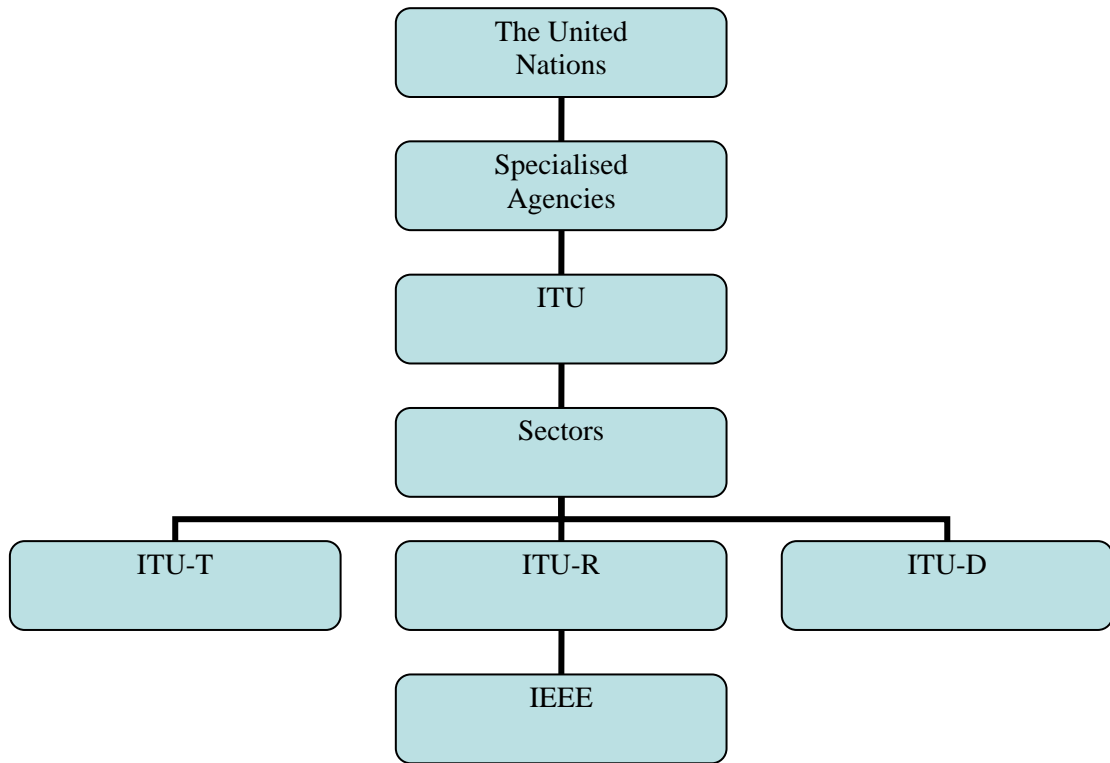 The United
Nations
Specialised
Agencies
ITU
Sectors
ITU-T
ITU-R
ITU-D
IEEE